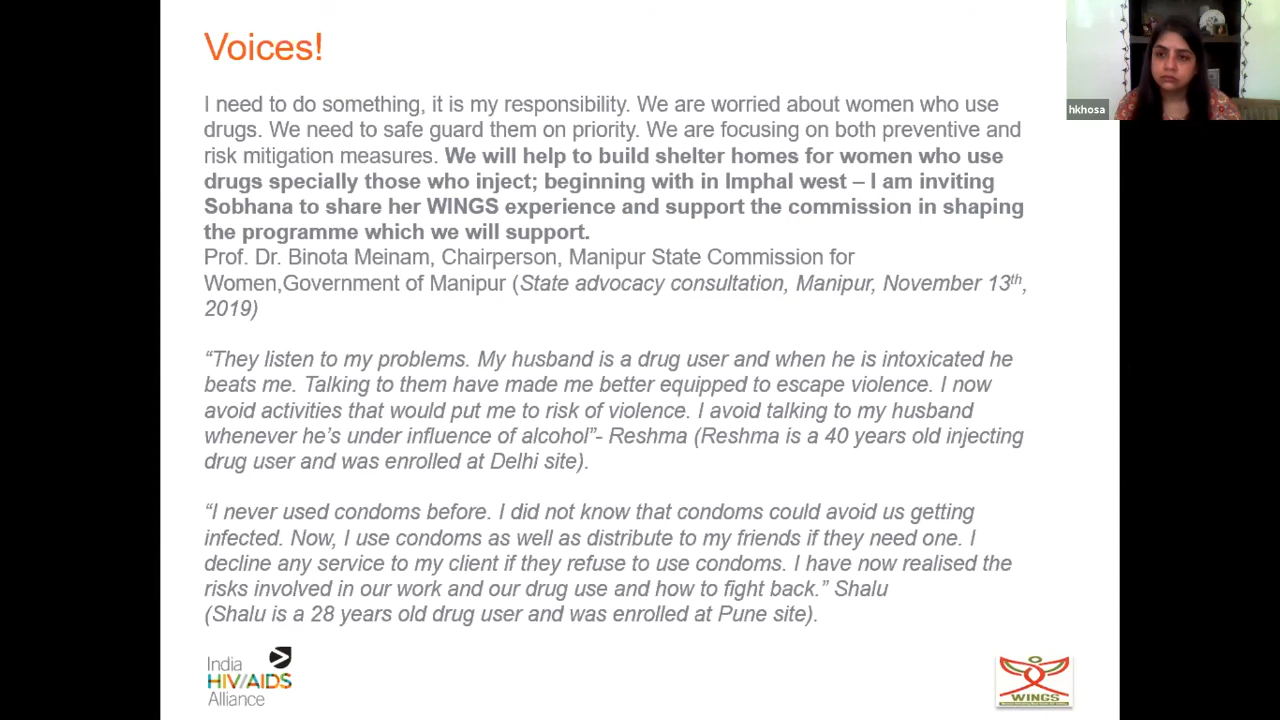 Voices!
hkhosa
I need to do something, it is my responsibility. We are worried about women who use
drugs. We need to safe guard them on priority. We are focusing on both preventive and
risk mitigation measures. We will help to build shelter homes for women who use
drugs specially those who inject; beginning with in Imphal west – I am inviting
Sobhana to share her WINGS experience and support the commission in shaping
the programme which we will support.
Prof. Dr. Binota Meinam, Chairperson, Manipur State Commission for
Women,Government of Manipur (State advocacy consultation, Manipur, November 13th,
2019)
“They listen to my problems. My husband is a drug user and when he is intoxicated he
beats me. Talking to them have made me better equipped to escape violence. I now
avoid activities that would put me to risk of violence. I avoid talking to my husband
whenever he’s under influence of alcohol”- Reshma (Reshma is a 40 years old injecting
drug user and was enrolled at Delhi site).
“I never used condoms before. I did not know that condoms could avoid us getting
infected. Now, I use condoms as well as distribute to my friends if they need one. I
decline any service to my client if they refuse to use condoms. I have now realised the
risks involved in our work and our drug use and how to fight back.” Shalu
(Shalu is a 28 years old drug user and was enrolled at Pune site).
India
HIV/AIDS
Alliance
WINGS